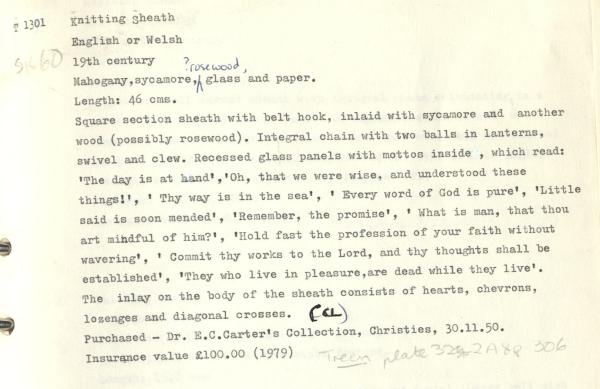 T 1301 Knitting Sheath
English or Welsh
19th century
?rosewood,
Mahogany,sycamore, glass and paper.
Length: 46 cms.
Square section sheath with belt hook, inlaid with sycamore and another
wood (possibly rosewood). Integral chain with two balls in lanterns,
swivel and clew. Recessed glass panels with mottos inside , which read:
'The day is at hand','Oh, that we were wise, and understood these
things!', ' Thy way is in the sea', ' Every word of God is pure', 'Little
said is soon mended', 'Remember, the promise', ' What is man, that thou
art mindful of him?', 'Hold fast the profession of your faith without
wavering', ' Commit thy works to the Lord, and thy thoughts shall be
established', 'They who live in pleasure,are dead while they live'.
The inlay on the body of the sheath consists of hearts, chevrons,
lozenges and diagonal crosses. (CL)
Purchased - Dr. E.C.Carter's Collection, Christies, 30.11.50.
Insurance value £100.00 (1979) Treen plate 306